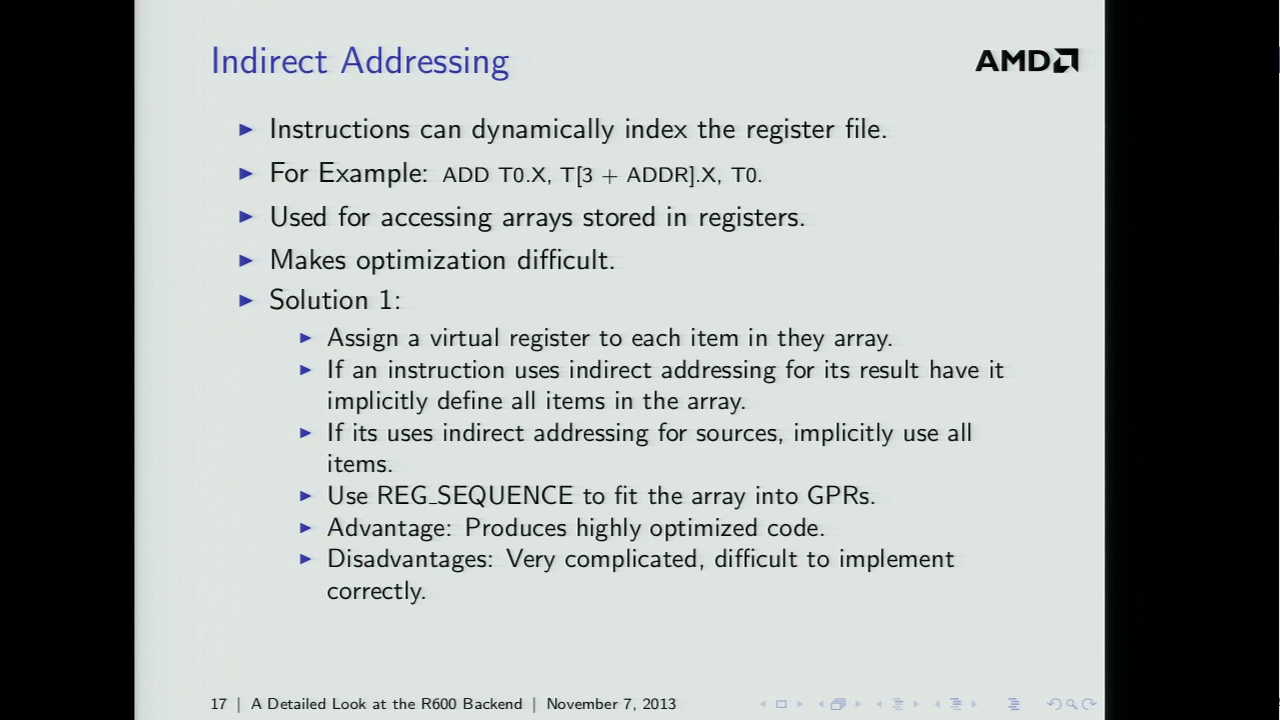 Indirect Addressing
AMD
Instructions can dynamically index the register file.
For Example: ADD T0.X, T[3 + ADDR].X, T0.
Used for accessing arrays stored in registers.
Makes optimization difficult.
Solution 1:
Assign a virtual register to each item in they array.
If an instruction uses indirect addressing for its result have it
implicitly define all items in the array.
If its uses indirect addressing for sources, implicitly use all
items.
Use REG_SEQUENCE to fit the array into GPRs.
Advantage: Produces highly optimized code.
Disadvantages: Very complicated, difficult to implement
correctly.
17 | A Detailed Look at the R600 Backend | November 7, 2013